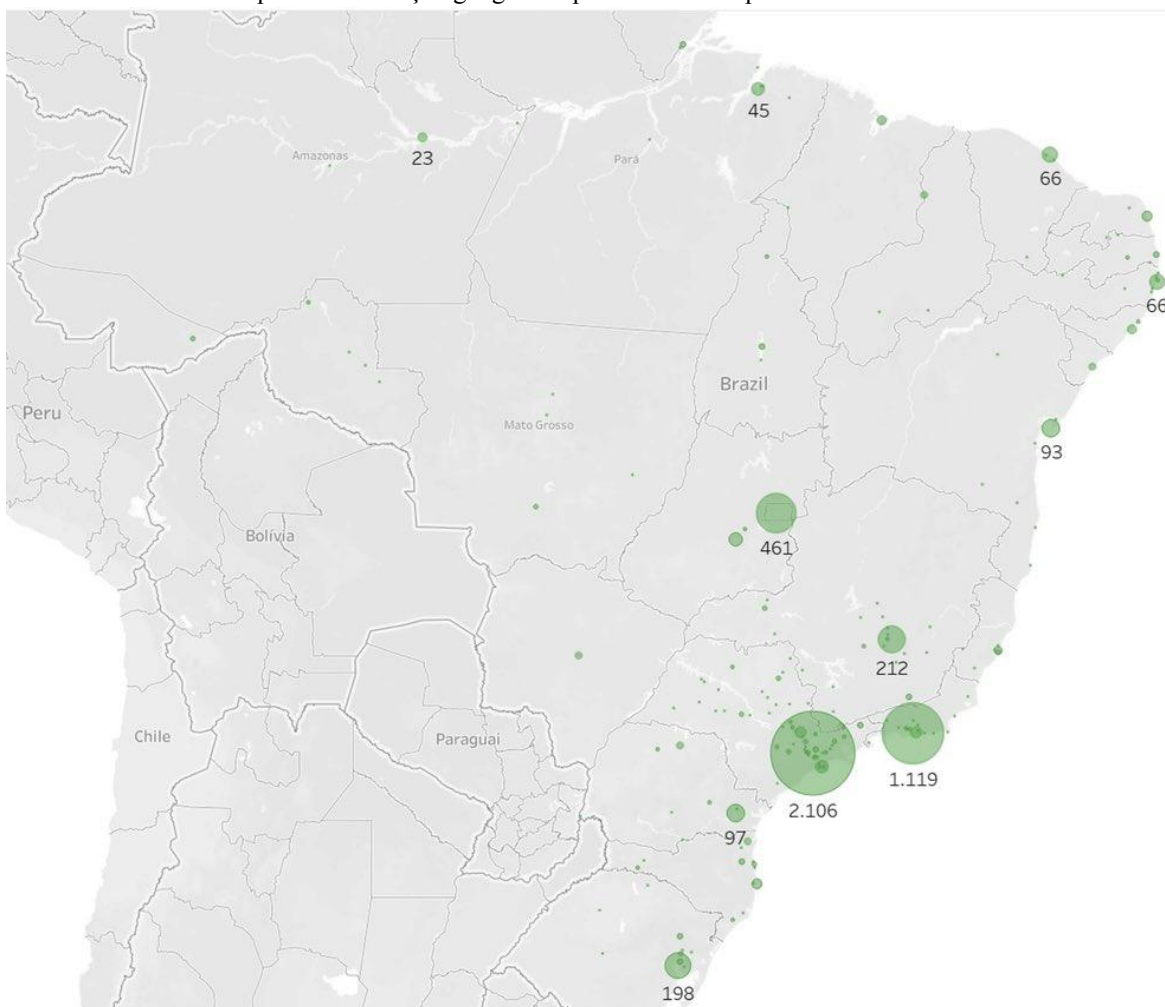 45
Amazonas
23
Pará
66
66
Brazil
Peru
Mato Grosso
93
Bolívia
461
212
Chile
Paraguai
1.119
2.106
97
198